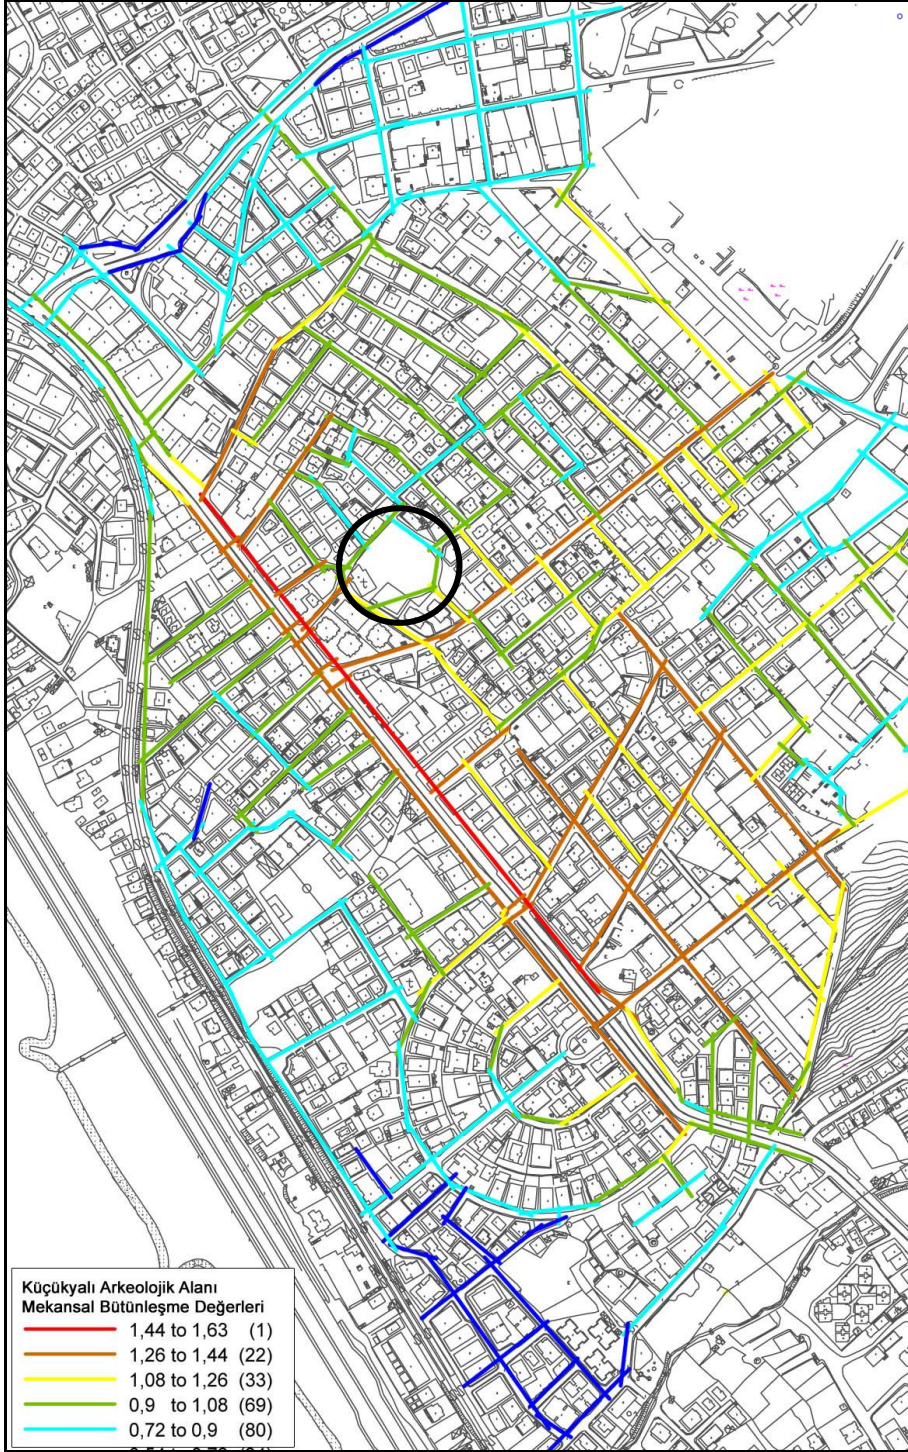 Küçükyalı Arkeolojik Alanı
Mekansal Bütünleşme Değerleri
1,44 to 1,63 (1)
1,26 to 1,44 (22)
1,08 to 1,26 (33)
0,9 to 1,08 (69)
0,72 to 0,9 (80)